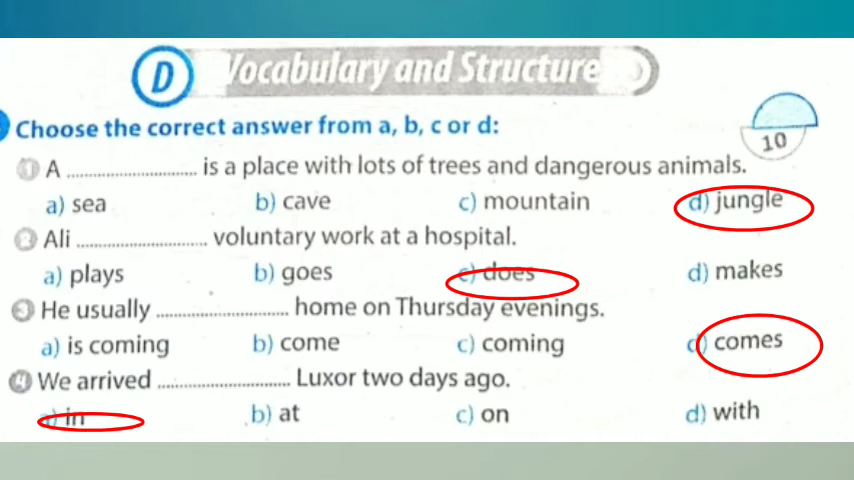 D Vocabulary and Structure
Choose the correct answer from a, b, c or d:
10
1 A .............................. is a place with lots of trees and dangerous animals.
a) sea b) cave c) mountain d) jungle
2 Ali .............................. voluntary work at a hospital.
a) plays b) goes c) does d) makes
3 He usually .............................. home on Thursday evenings.
a) is coming b) come c) coming d) comes
4 We arrived .............................. Luxor two days ago.
a) in b) at c) on d) with